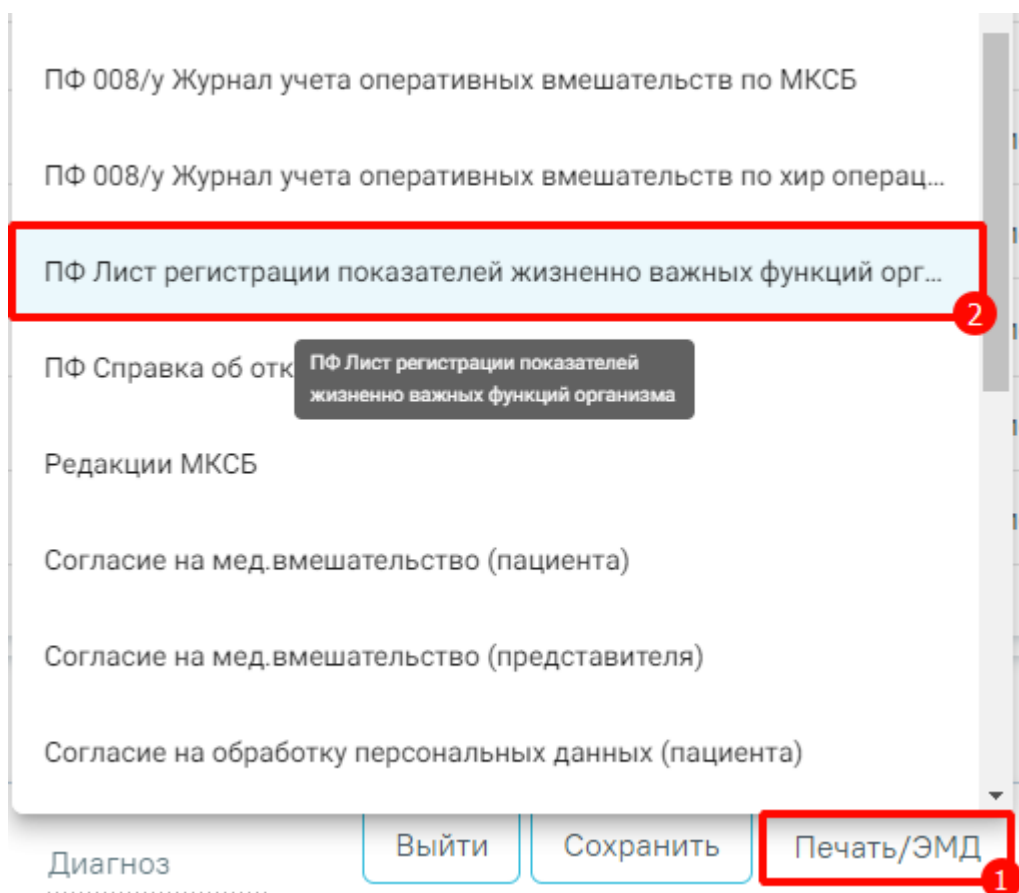 ПФ 008/у Журнал учета оперативных вмешательств по МКСБ
ПФ 008/у Журнал учета оперативных вмешательств по хир операц...
ПФ Лист регистрации показателей жизненно важных функций орг...
2
ПФ Справка об отк
ПФ Лист регистрации показателей
жизненно важных функций организма
Редакции МКСБ
Согласие на мед.вмешательство (пациента)
Согласие на мед.вмешательство (представителя)
Согласие на обработку персональных данных (пациента)
Диагноз
Выйти
Сохранить
Печать/ЭМД
1